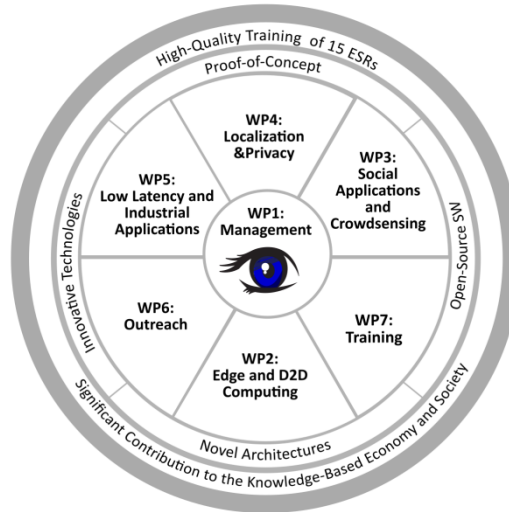 High-Quality Training of 15 ESRs
Proof-of-Concept
WP4:
Localization
&Privacy
WP3:
Social
Applications
and
Crowdsensing
WP5:
Low Latency and
Industrial
Applications
WP1:
Management
Innovative Technologies
Open-Source SW
WP6:
Outreach
WP7:
Training
WP2:
Edge and D2D
Computing
Novel Architectures
Significant Contribution to the Knowledge-Based Economy and Society